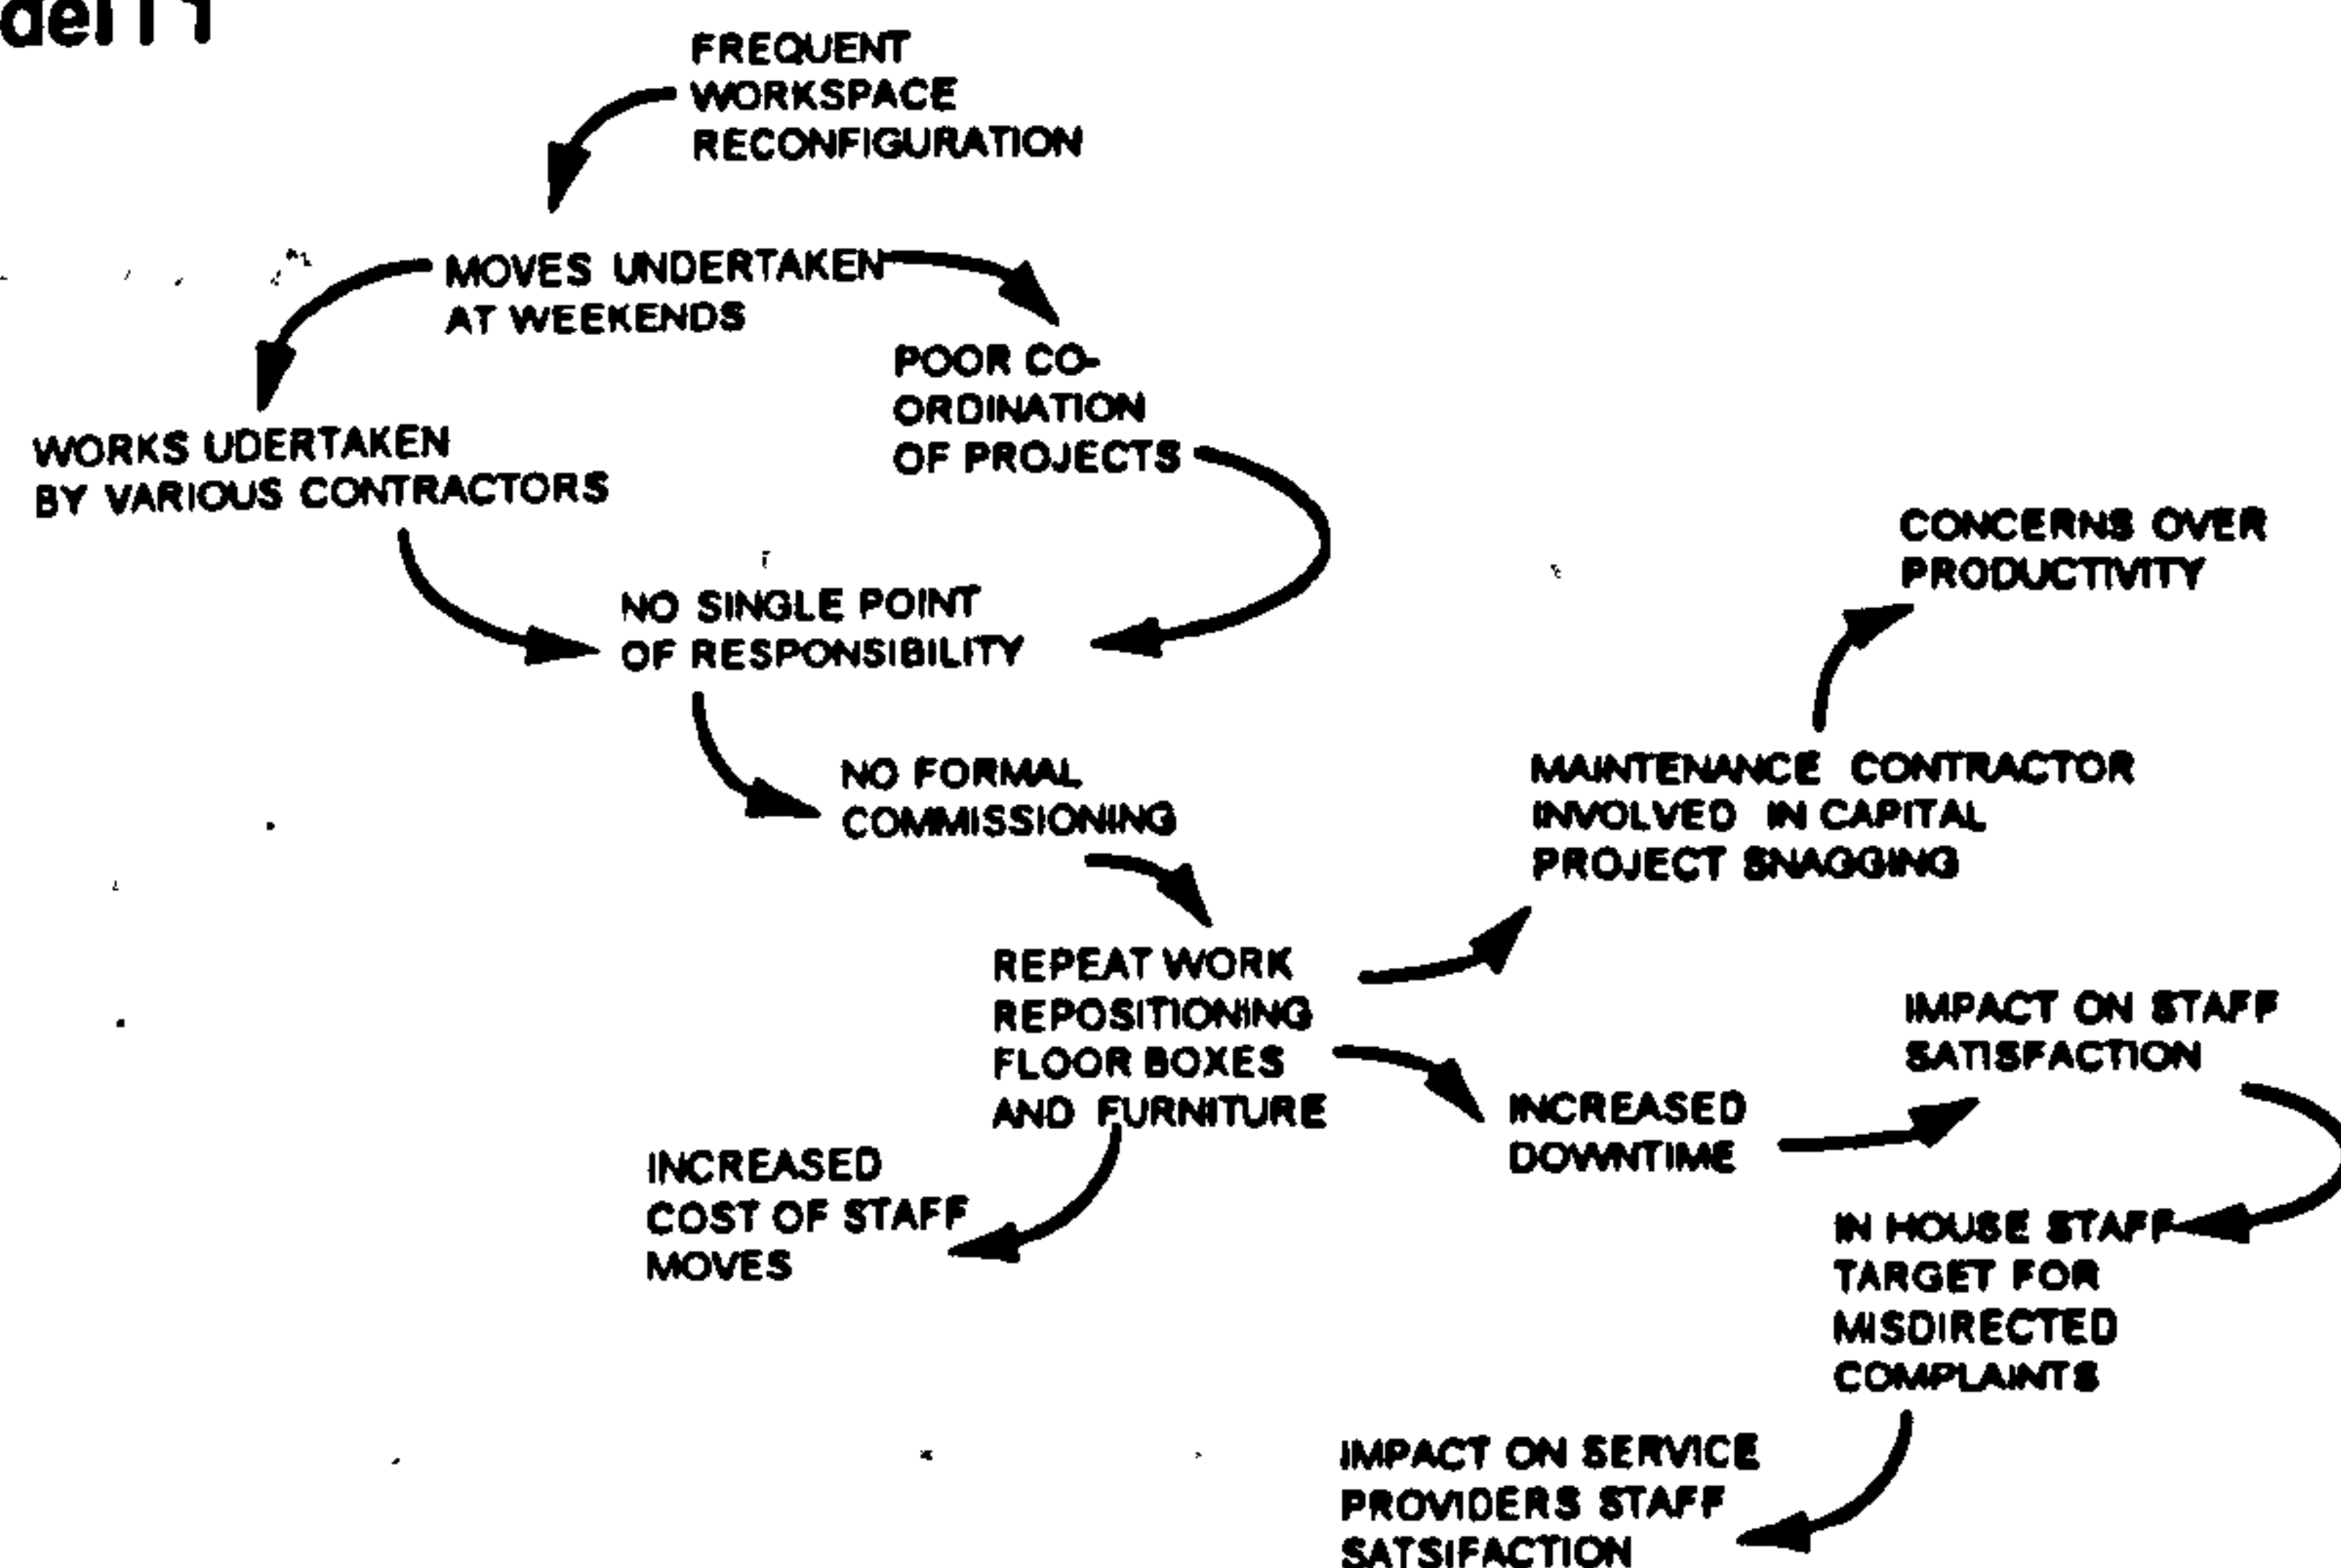 FREQUENT
WORKSPACE
RECONFIGURATION
MOVES UNDERTAKEN
AT WEEKENDS
POOR CO-
ORDINATION
OF PROJECTS
WORKS UDERTAKEN
BY VARIOUS CONTRACTORS
NO SINGLE POINT
OF RESPONSIBILITY
CONCERNS OVER
PRODUCTIVITY
NO FORMAL
COMMISSIONING
MAINTENANCE CONTRACTOR
INVOLVED IN CAPITAL
PROJECT SNAGGING
REPEAT WORK
REPOSITIONING
FLOOR BOXES
AND FURNITURE
IMPACT ON STAFF
SATISFACTION
INCREASED
DOWNTIME
INCREASED
COST OF STAFF
MOVES
IN HOUSE STAFF
TARGET FOR
MISDIRECTED
COMPLAINTS
IMPACT ON SERVICE
PROVIDERS STAFF
SATSIFACTION